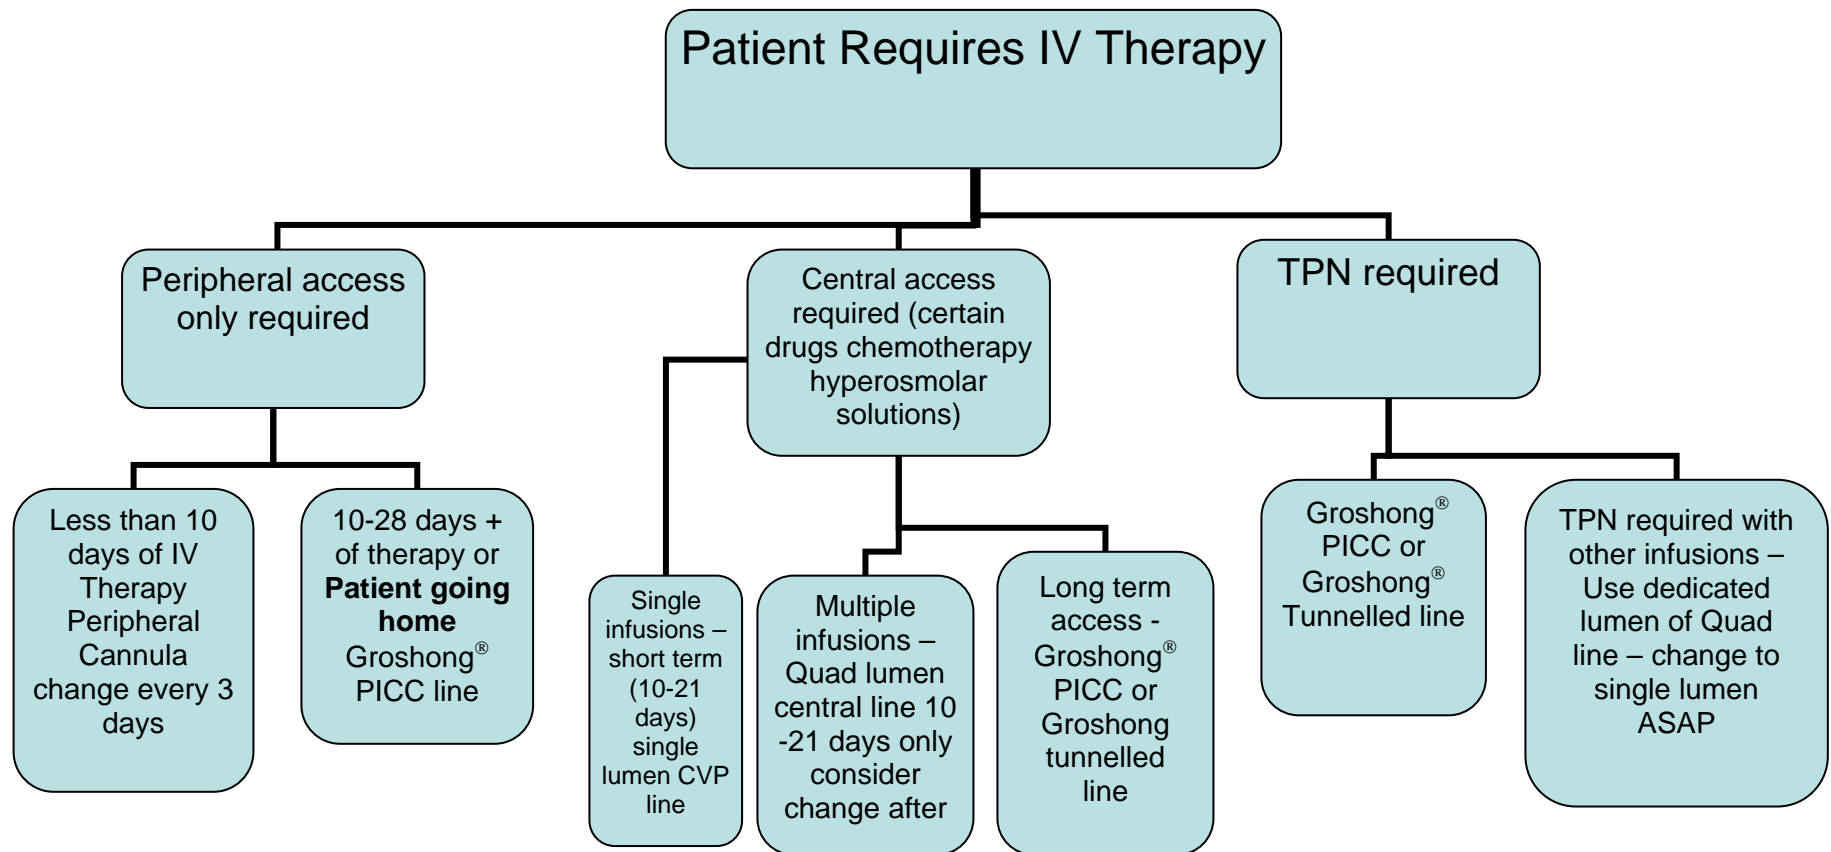 Patient Requires IV Therapy
Peripheral access
only required
Central access
required (certain
drugs chemotherapy
hyperosmolar
solutions)
TPN required
Less than 10
days of IV
Therapy
Peripheral
Cannula
change every 3
days
10-28 days +
of therapy or
Patient going
home
Groshong®
PICC line
Single
infusions –
short term
(10-21
days)
single
lumen CVP
line
Multiple
infusions –
Quad lumen
central line 10
-21 days only
consider
change after
Long term
access -
Groshong®
PICC or
Groshong
tunnelled
line
Groshong®
PICC or
Groshong®
Tunnelled line
TPN required with
other infusions –
Use dedicated
lumen of Quad
line – change to
single lumen
ASAP